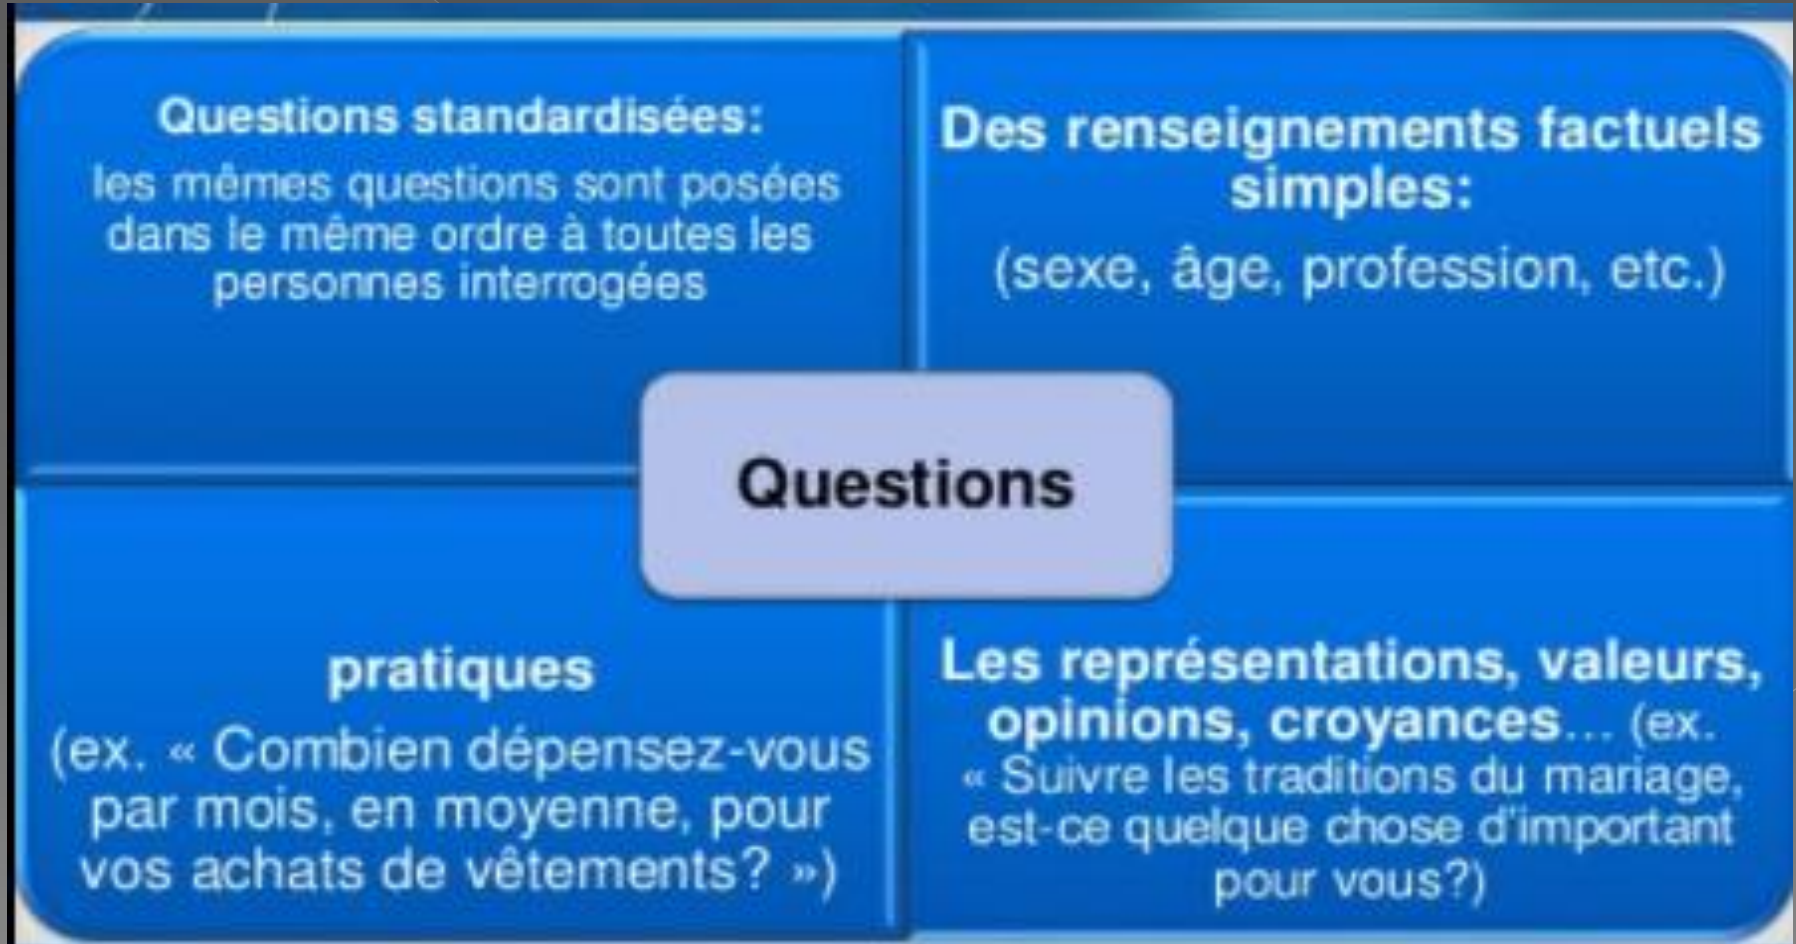 Questions standardisées:
les mêmes questions sont posées
dans le même ordre à toutes les
personnes interrogées
Des renseignements factuels
simples:
(sexe, âge, profession, etc.)
Questions
pratiques
(ex. « Combien dépensez-vous
par mois, en moyenne, pour
vos achats de vêtements? »)
Les représentations, valeurs,
opinions, croyances... (ex.
« Suivre les traditions du mariage,
est-ce quelque chose d'important
pour vous?)